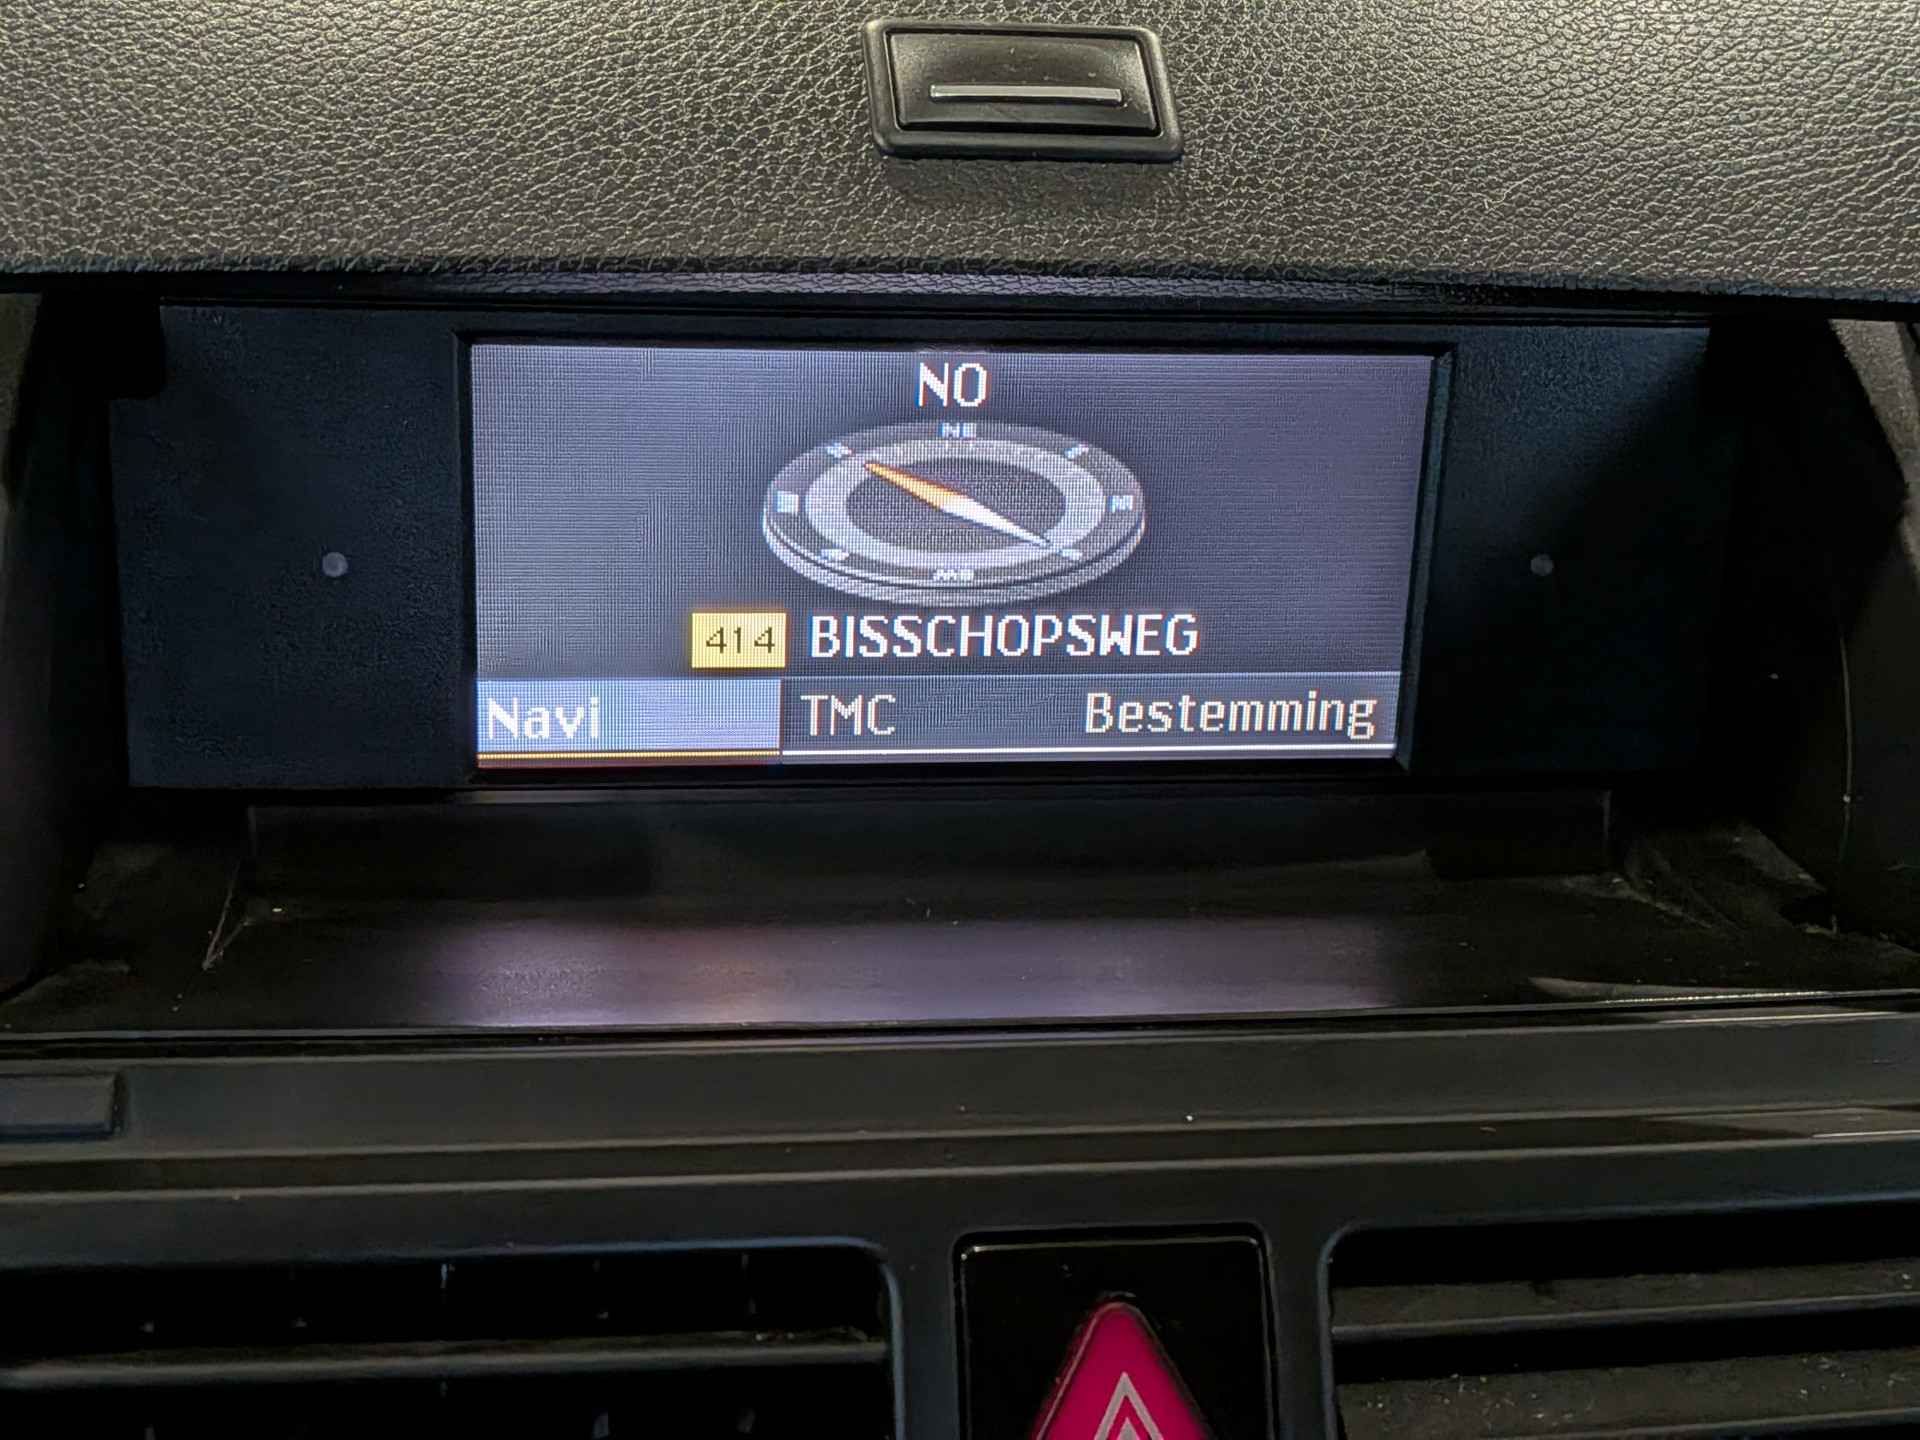 NO
NE
414 BISSCHOPSWEG
Navi TMC Bestemming